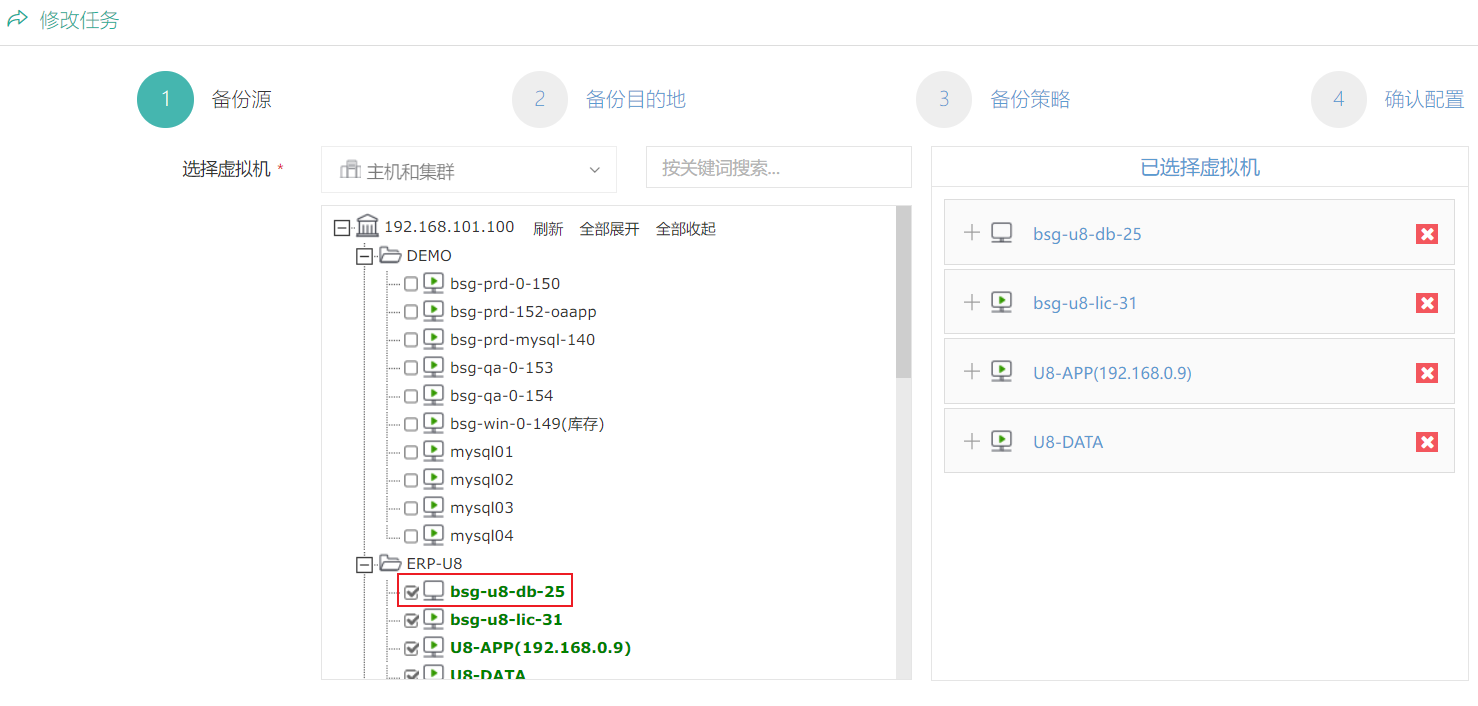 修改任务
1 备份源 2 备份目的地 3 备份策略 4 确认配置
选择虚拟机 *
主机和集群
按关键词搜索...
192.168.101.100 刷新 全部展开 全部收起
DEMO
bsg-prd-0-150
bsg-prd-152-oaapp
bsg-prd-mysql-140
bsg-qa-0-153
bsg-qa-0-154
bsg-win-0-149(库存)
mysql01
mysql02
mysql03
mysql04
ERP-U8
bsg-u8-db-25
bsg-u8-lic-31
U8-APP(192.168.0.9)
U8-DATA
已选择虚拟机
bsg-u8-db-25
bsg-u8-lic-31
U8-APP(192.168.0.9)
U8-DATA